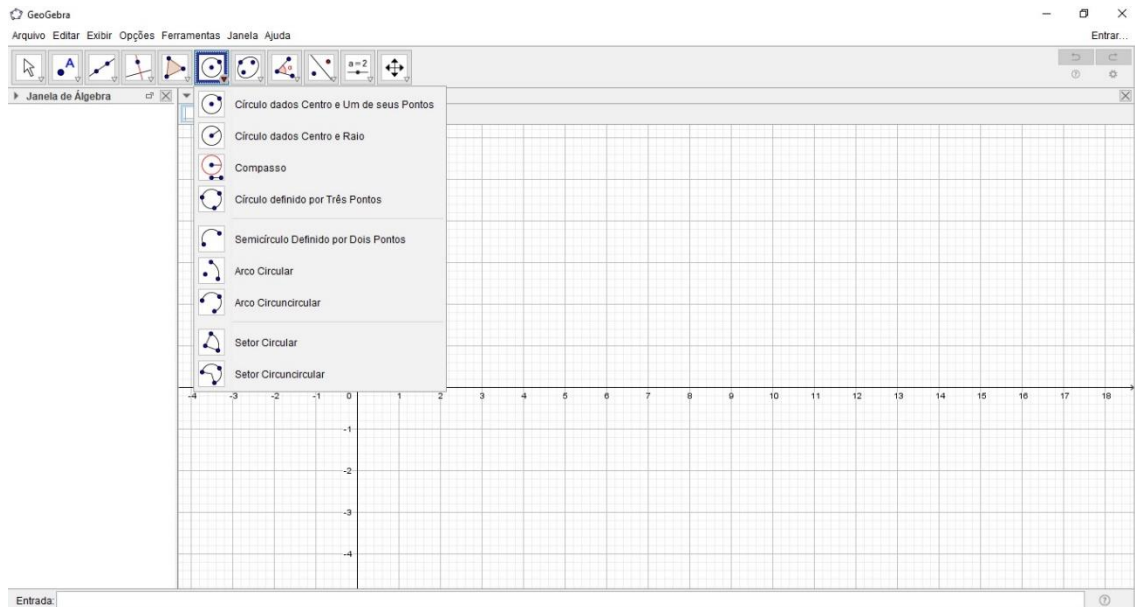 GeoGebra
Arquivo Editar Exibir Opções Ferramentas Janela Ajuda
Entrar...
A
α°
a=2
Janela de Álgebra
Círculo dados Centro e Um de seus Pontos
Círculo dados Centro e Raio
Compasso
Círculo definido por Três Pontos
Semicírculo Definido por Dois Pontos
Arco Circular
Arco Circuncircular
Setor Circular
Setor Circuncircular
-4 -3 -2 -1 0 1 2 3 4 5 6 7 8 9 10 11 12 13 14 15 16 17 18
-1
-2
-3
-4
Entrada: